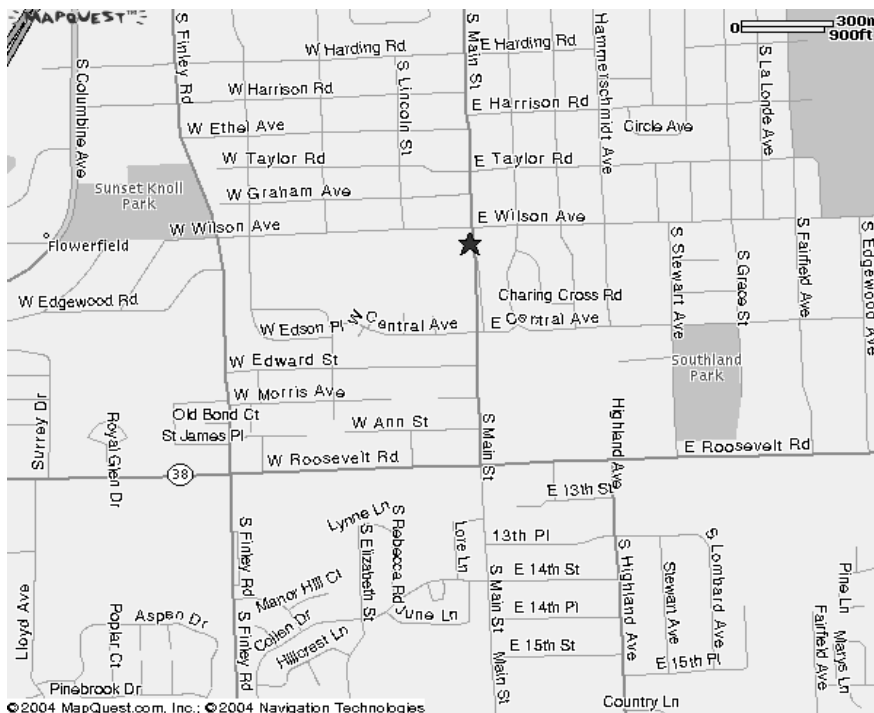 MAPQUEST™
0 300m
900ft
S Columbine Ave
S Finley Rd
W Harding Rd
S Lincoln St
S Main St
E Harding Rd
Hammerschmidt Ave
S La Londe Ave
W Harrison Rd
E Harrison Rd
W Ethel Ave
Circle Ave
W Taylor Rd
E Taylor Rd
Sunset Knoll
Park
W Graham Ave
W Wilson Ave
E Wilson Ave
Flowerfield
S Stewart Ave
S Grace St
S Fairfield Ave
S Edgewood Ave
W Edgewood Rd
Charing Cross Rd
W Edson Pl
W Central Ave
E Central Ave
W Edward St
Southland
Park
W Morris Ave
Surrey Dr
Royal Glen Dr
Old Bond Ct
St James Pl
W Ann St
S Main St
Highland Ave
E Roosevelt Rd
W Roosevelt Rd
38
E 13th St
Lynne Ln
S Elizabeth St
S Rebecca Rd
Lore Ln
13th Pl
S Finley Rd
Manor Hill Ct
June Ln
S Main St
E 14th St
S Highland Ave
Stewart Ave
S Lombard Ave
Pine Ln
Lloyd Ave
Poplar Ct
Aspen Dr
Collen Dr
Hillcrest Ln
E 14th Pl
Fairfield Ave
Marys Ln
S Finley Rd
E 15th St
Main St
E 15th Pl
Pinebrook Dr
Country Ln
©2004 MapQuest.com, Inc.; ©2004 Navigation Technologies